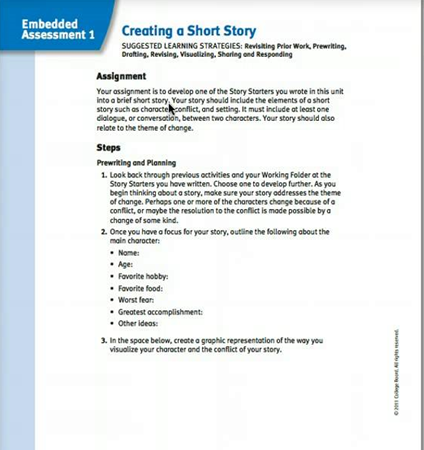 Embedded
Assessment 1
Creating a Short Story
SUGGESTED LEARNING STRATEGIES: Revisiting Prior Work, Prewriting,
Drafting, Revising, Visualizing, Sharing and Responding
Assignment
Your assignment is to develop one of the Story Starters you wrote in this unit
into a brief short story. Your story should include the elements of a short
story such as character, conflict, and setting. It must include at least one
dialogue, or conversation, between two characters. Your story should also
relate to the theme of change.
Steps
Prewriting and Planning
1. Look back through previous activities and your Working Folder at the
Story Starters you have written. Choose one to develop further. As you
begin thinking about a story, make sure your story addresses the theme
of change. Perhaps one or more of the characters change because of a
conflict, or maybe the resolution to the conflict is made possible by a
change of some kind.
2. Once you have a focus for your story, outline the following about the
main character:
• Name:
• Age:
• Favorite hobby:
• Favorite food:
• Worst fear:
• Greatest accomplishment:
• Other ideas:
3. In the space below, create a graphic representation of the way you
visualize your character and the conflict of your story.
© 2011 College Board. All rights reserved.